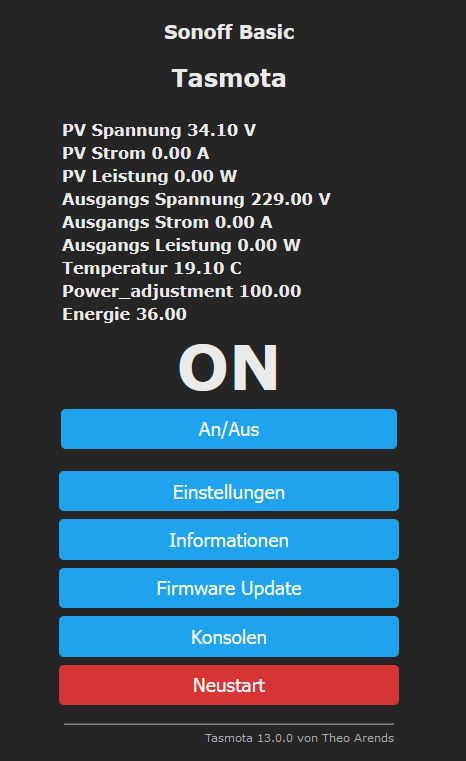 Sonoff Basic
Tasmota
PV Spannung 34.10 V
PV Strom 0.00 A
PV Leistung 0.00 W
Ausgangs Spannung 229.00 V
Ausgangs Strom 0.00 A
Ausgangs Leistung 0.00 W
Temperatur 19.10 C
Power_adjustment 100.00
Energie 36.00
ON
An/Aus
Einstellungen
Informationen
Firmware Update
Konsolen
Neustart
Tasmota 13.0.0 von Theo Arends